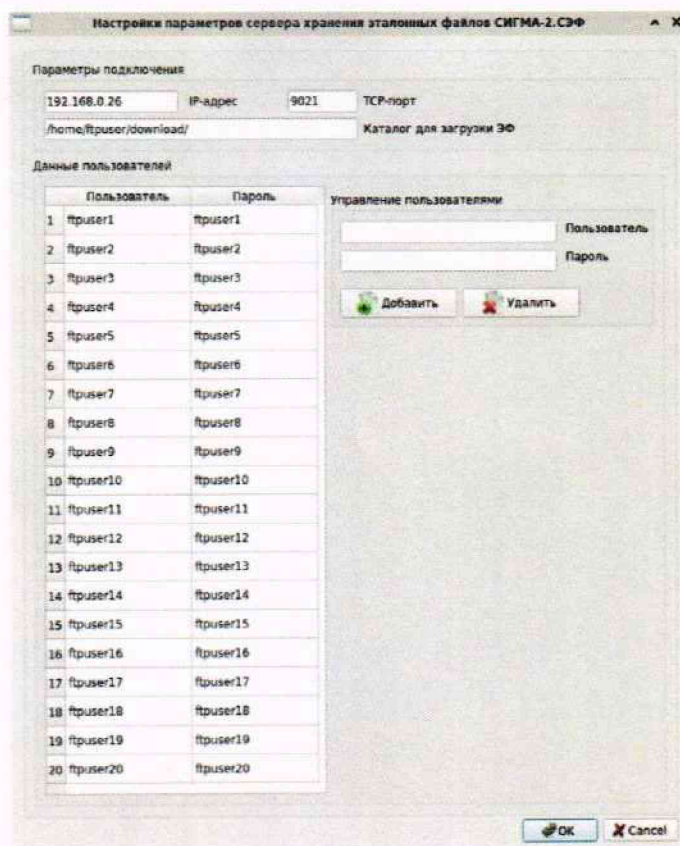 Настройки параметров сервера хранения эталонных файлов СИГМА-2.СЭФ
Параметры подключения
192.168.0.26 IP-адрес 9021 TCP-порт
/home/ftpuser/download/ Каталог для загрузки ЭФ
Данные пользователей
Пользователь Пароль
1 ftpuser1 ftpuser1
2 ftpuser2 ftpuser2
3 ftpuser3 ftpuser3
4 ftpuser4 ftpuser4
5 ftpuser5 ftpuser5
6 ftpuser6 ftpuser6
7 ftpuser7 ftpuser7
8 ftpuser8 ftpuser8
9 ftpuser9 ftpuser9
10 ftpuser10 ftpuser10
11 ftpuser11 ftpuser11
12 ftpuser12 ftpuser12
13 ftpuser13 ftpuser13
14 ftpuser14 ftpuser14
15 ftpuser15 ftpuser15
16 ftpuser16 ftpuser16
17 ftpuser17 ftpuser17
18 ftpuser18 ftpuser18
19 ftpuser19 ftpuser19
20 ftpuser20 ftpuser20
Управление пользователями
Пользователь
Пароль
Добавить Удалить
OK Cancel